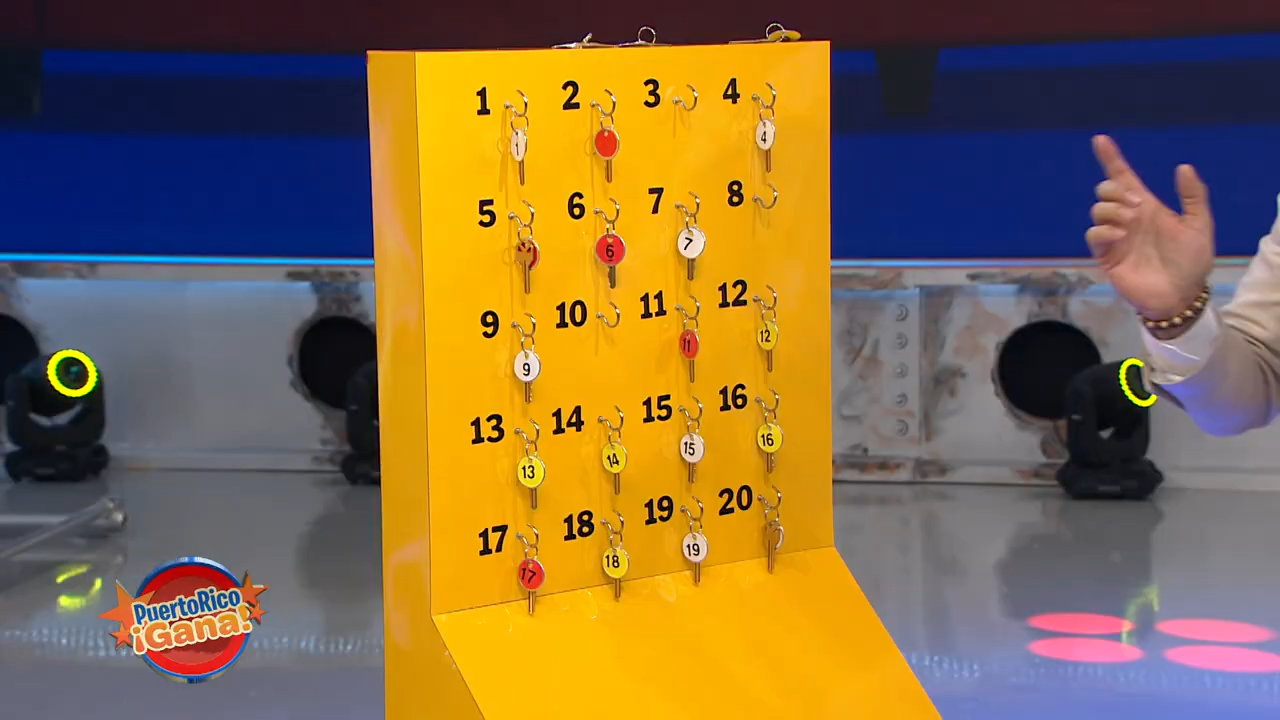 1 2 3 4
1 4
5 6 7 8
6 7
9 10 11 12
9 11 12
13 14 15 16
13 14 15 16
17 18 19 20
17 18 19
PuertoRico
¡Gana!